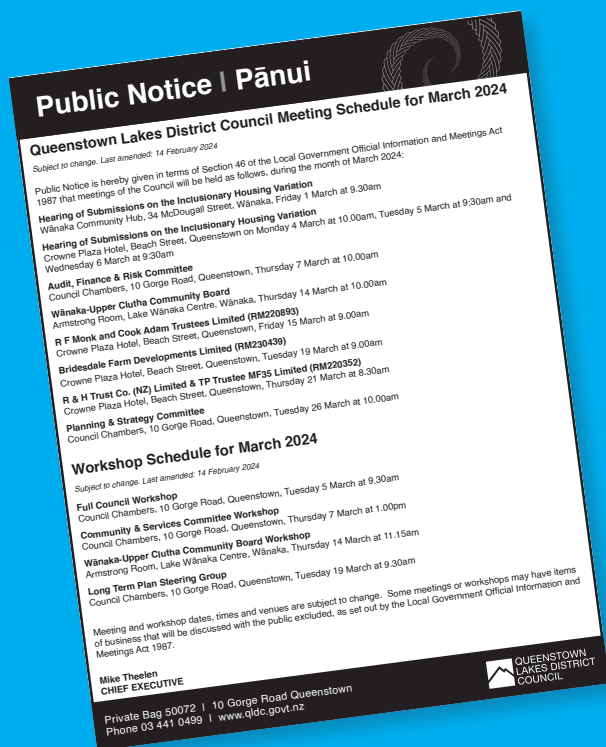 Public Notice | Pānui
Queenstown Lakes District Council Meeting Schedule for March 2024
Subject to change. Last amended: 14 February 2024
Public Notice is hereby given in terms of Section 46 of the Local Government Official Information and Meetings Act
1987 that meetings of the Council will be held as follows, during the month of March 2024:
Hearing of Submissions on the Inclusionary Housing Variation
Wānaka Community Hub, 34 McDougall Street, Wānaka, Friday 1 March at 9.30am
Hearing of Submissions on the Inclusionary Housing Variation
Crowne Plaza Hotel, Beach Street, Queenstown on Monday 4 March at 10.00am, Tuesday 5 March at 9:30am and
Wednesday 6 March at 9:30am
Audit, Finance & Risk Committee
Council Chambers, 10 Gorge Road, Queenstown, Thursday 7 March at 10.00am
Wānaka-Upper Clutha Community Board
Armstrong Room, Lake Wānaka Centre, Wānaka, Thursday 14 March at 10.00am
R F Monk and Cook Adam Trustees Limited (RM220893)
Crowne Plaza Hotel, Beach Street, Queenstown, Friday 15 March at 9.00am
Bridesdale Farm Developments Limited (RM230439)
Crowne Plaza Hotel, Beach Street, Queenstown, Tuesday 19 March at 9.00am
R & H Trust Co. (NZ) Limited & TP Trustee MF35 Limited (RM220352)
Crowne Plaza Hotel, Beach Street, Queenstown, Thursday 21 March at 8.30am
Planning & Strategy Committee
Council Chambers, 10 Gorge Road, Queenstown, Tuesday 26 March at 10.00am
Workshop Schedule for March 2024
Subject to change. Last amended: 14 February 2024
Full Council Workshop
Council Chambers, 10 Gorge Road, Queenstown, Tuesday 5 March at 9.30am
Community & Services Committee Workshop
Council Chambers, 10 Gorge Road, Queenstown, Thursday 7 March at 1.00pm
Wānaka-Upper Clutha Community Board Workshop
Armstrong Room, Lake Wānaka Centre, Wānaka, Thursday 14 March at 11.15am
Long Term Plan Steering Group
Council Chambers, 10 Gorge Road, Queenstown, Tuesday 19 March at 9.30am
Meeting and workshop dates, times and venues are subject to change. Some meetings or workshops may have items
of business that will be discussed with the public excluded, as set out by the Local Government Official Information and
Meetings Act 1987.
Mike Theelen
CHIEF EXECUTIVE
Private Bag 50072 | 10 Gorge Road Queenstown
Phone 03 441 0499 | www.qldc.govt.nz
QUEENSTOWN
LAKES DISTRICT
COUNCIL